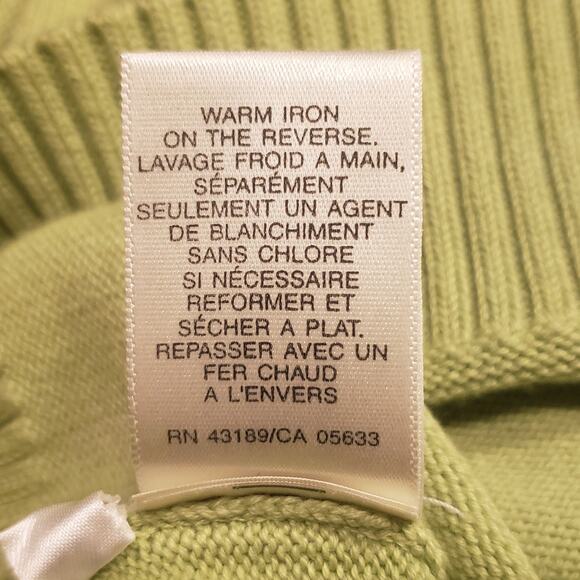 WARM IRON
ON THE REVERSE.
LAVAGE FROID A MAIN,
SÉPARÉMENT
SEULEMENT UN AGENT
DE BLANCHIMENT
SANS CHLORE
SI NÉCESSAIRE
REFORMER ET
SÉCHER A PLAT.
REPASSER AVEC UN
FER CHAUD
A L'ENVERS
RN 43189/CA 05633